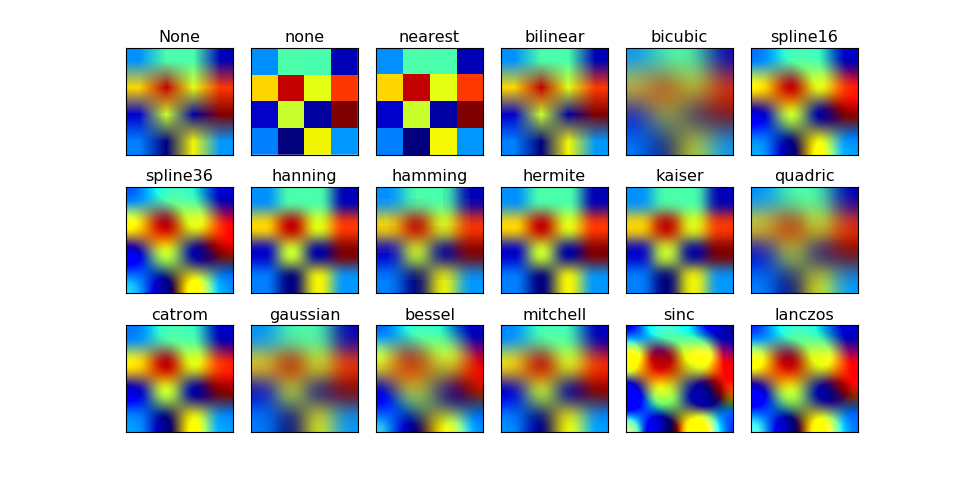 None none nearest bilinear bicubic spline16
spline36 hanning hamming hermite kaiser quadric
catrom gaussian bessel mitchell sinc lanczos